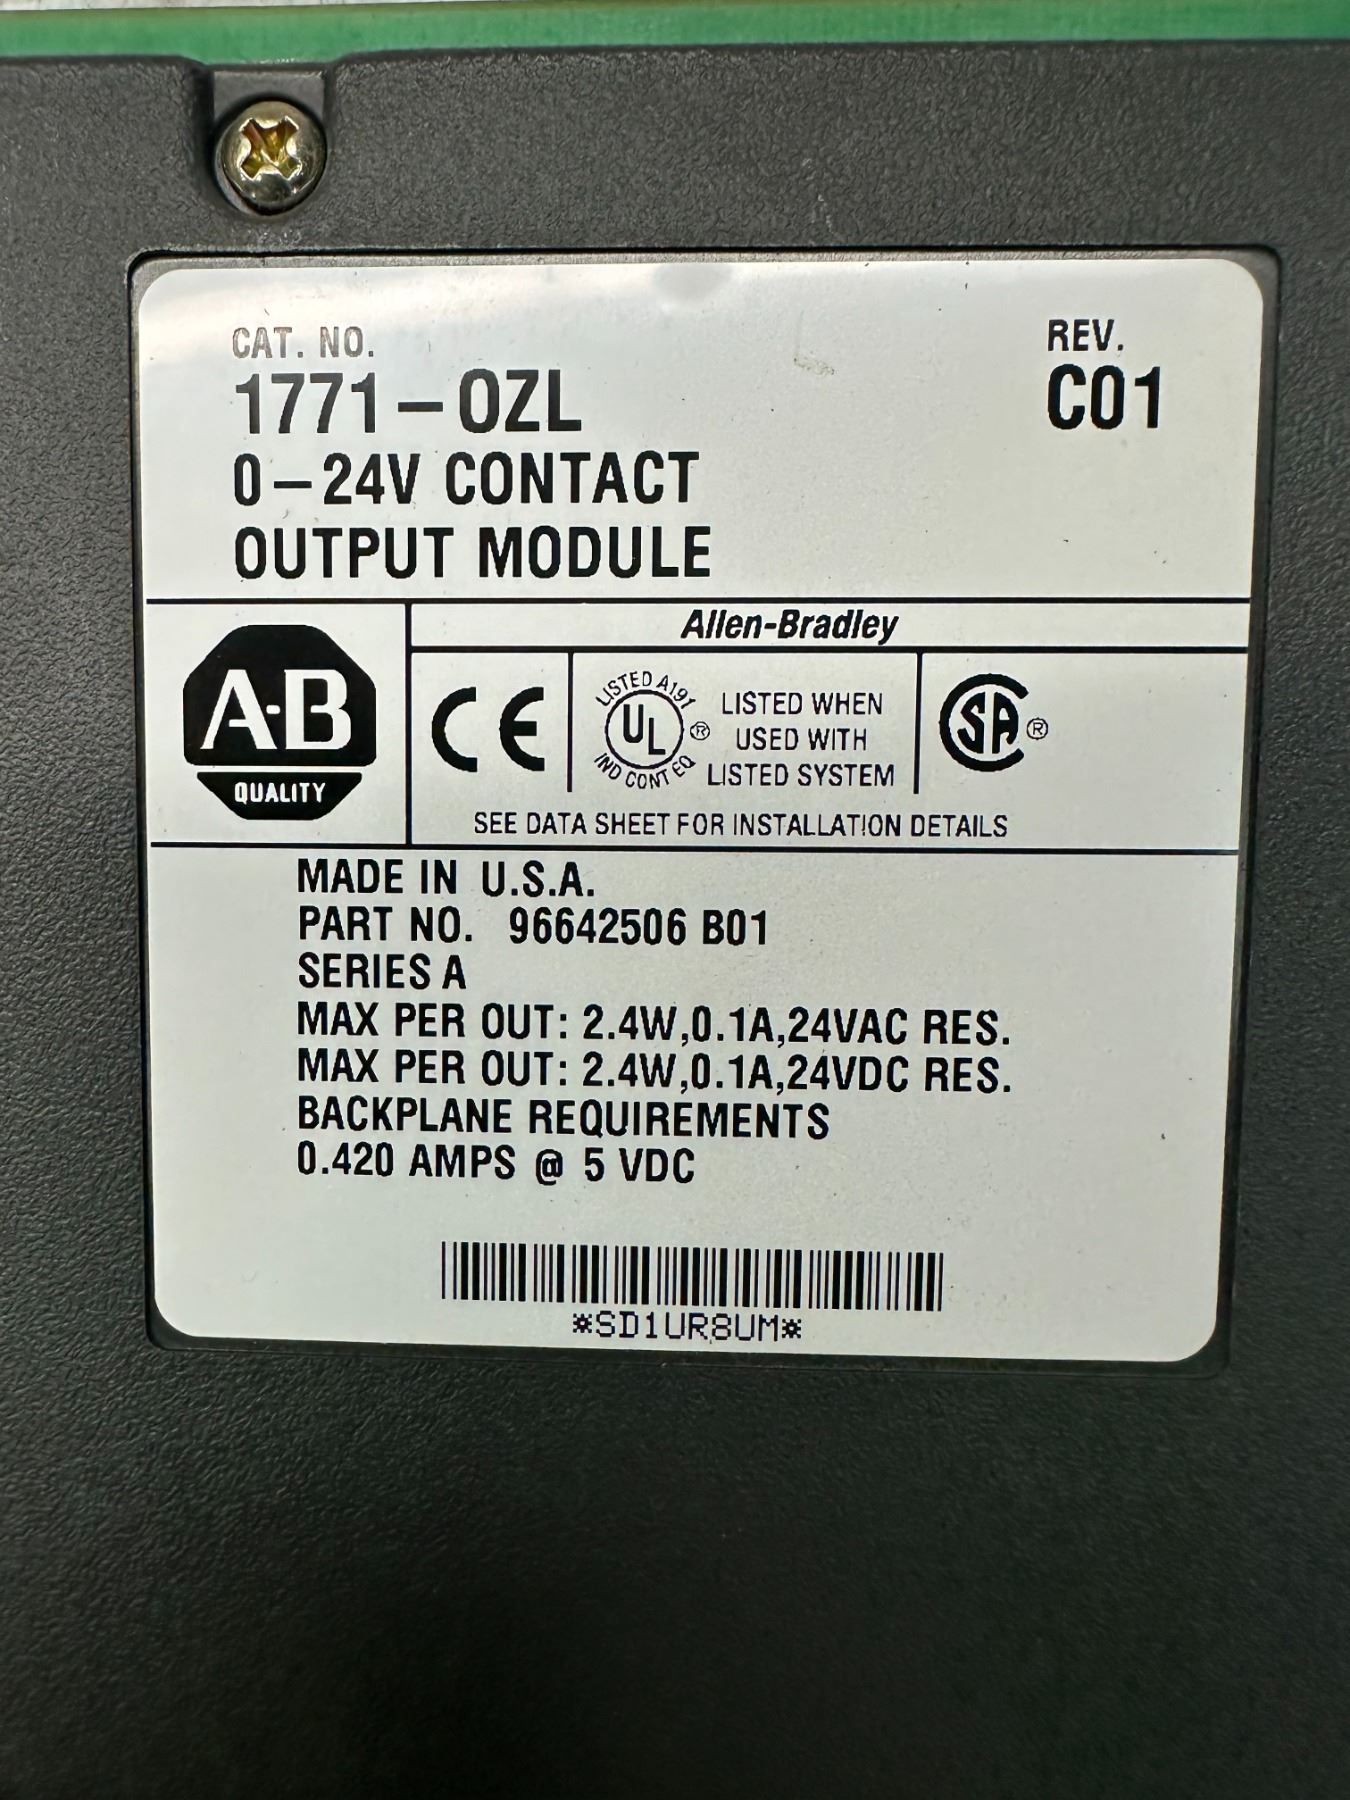 CAT. NO.
1771-OZL
0-24V CONTACT
OUTPUT MODULE
REV.
C01
A-B
QUALITY
Allen-Bradley
CE
LISTED A191
UL ®
IND CONT EQ
LISTED WHEN
USED WITH
LISTED SYSTEM
SA ®
SEE DATA SHEET FOR INSTALLATION DETAILS
MADE IN U.S.A.
PART NO. 96642506 B01
SERIES A
MAX PER OUT: 2.4W,0.1A,24VAC RES.
MAX PER OUT: 2.4W,0.1A,24VDC RES.
BACKPLANE REQUIREMENTS
0.420 AMPS @ 5 VDC
*SD1UR8UM*